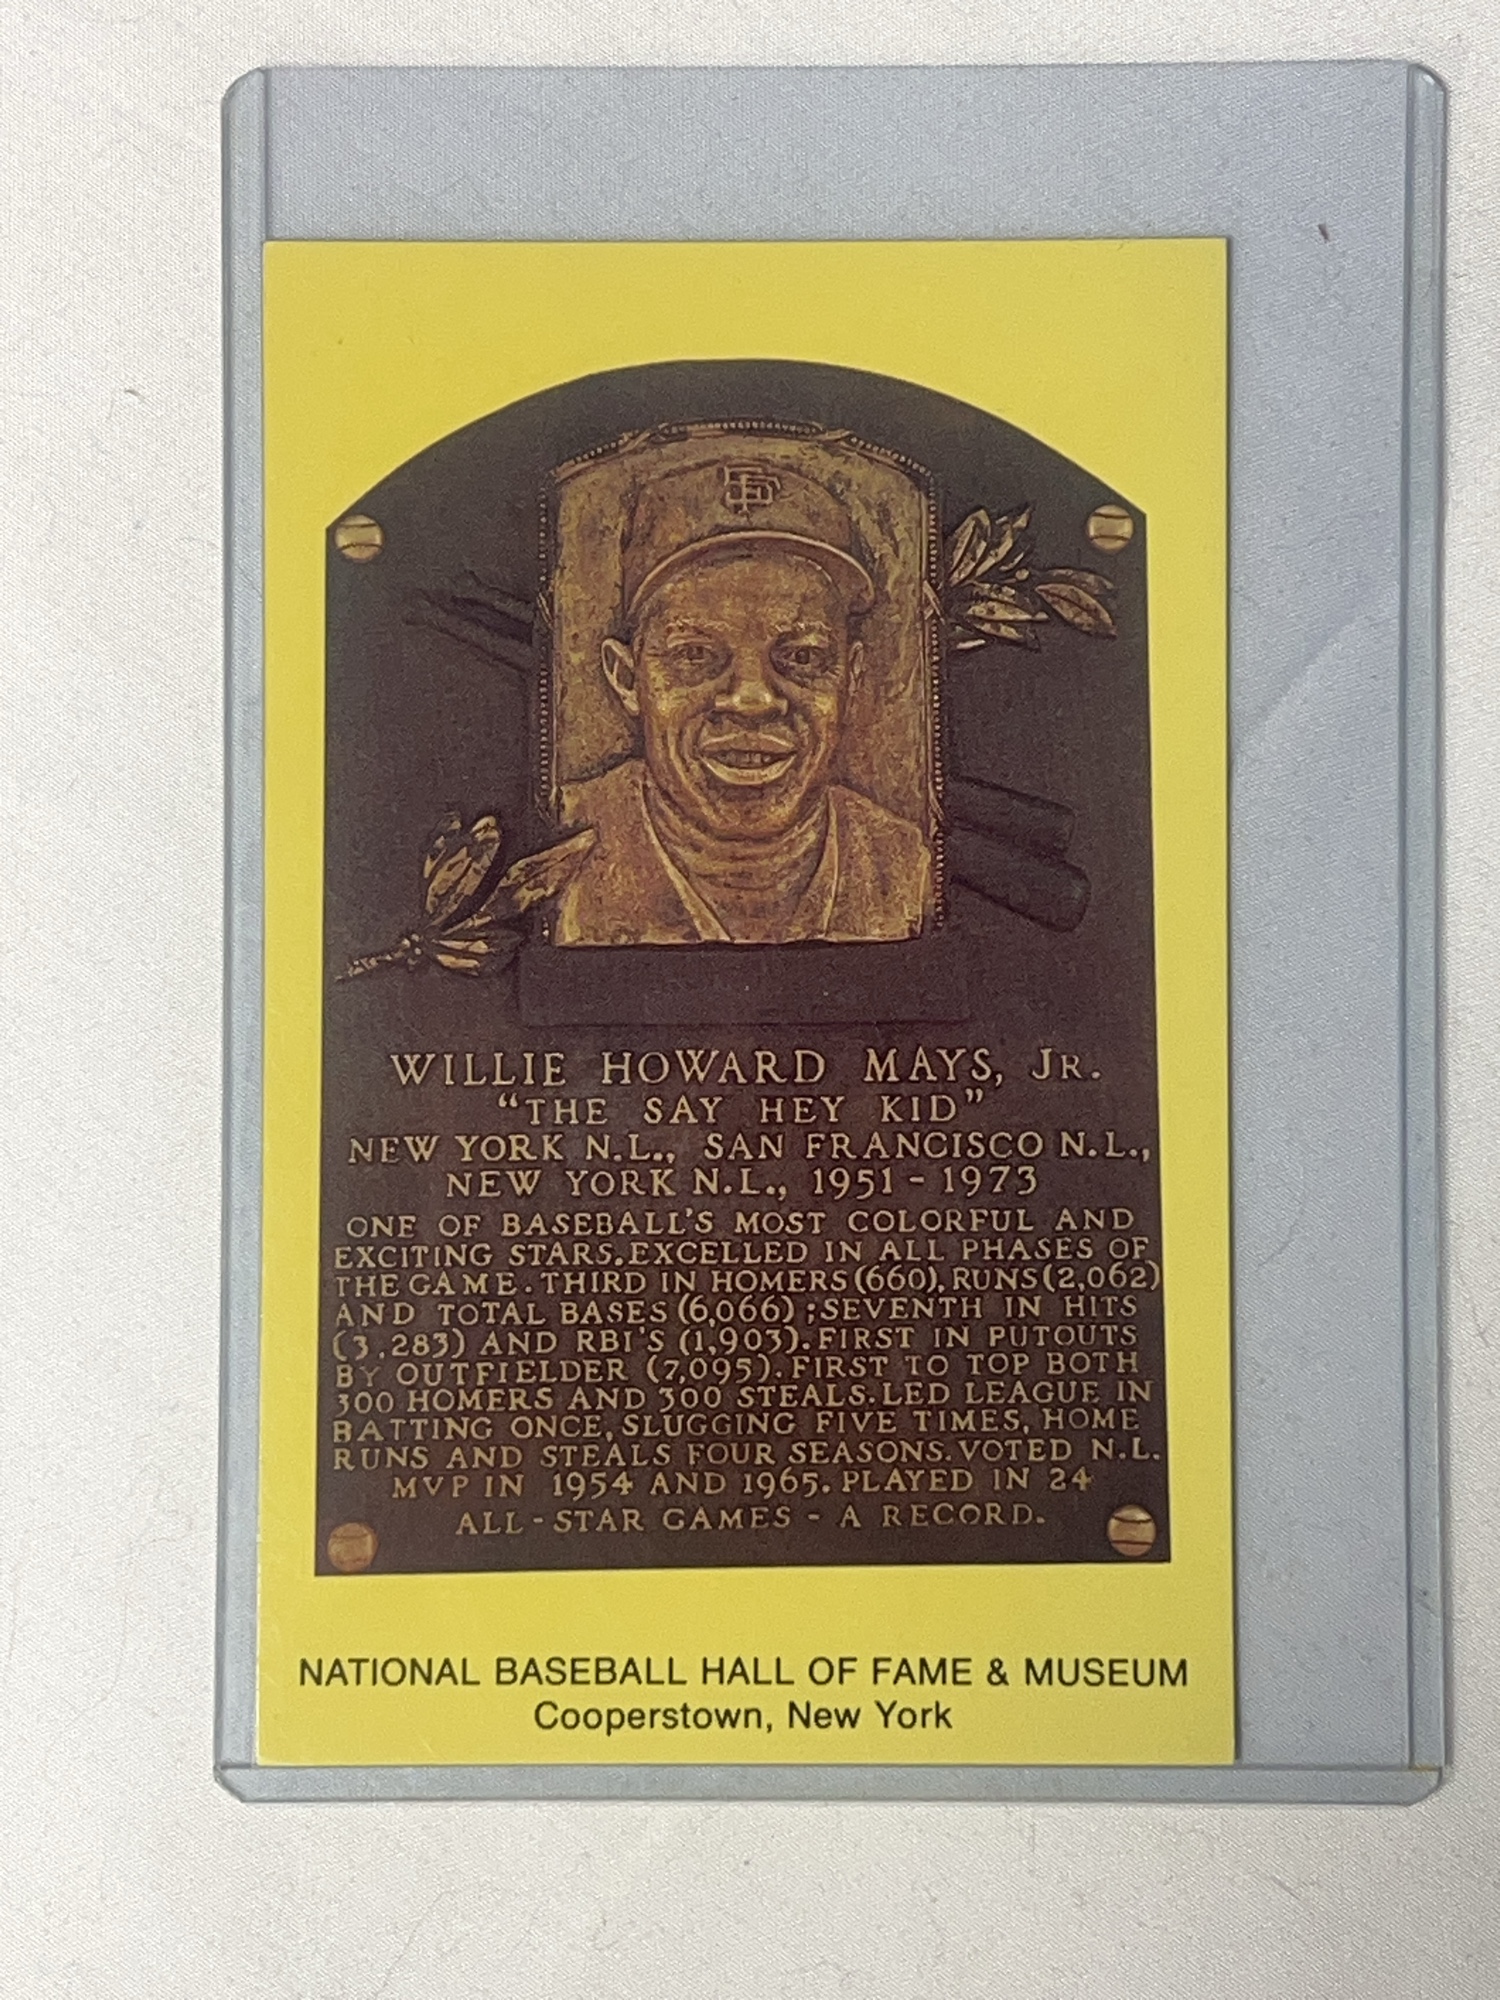 SF
WILLIE HOWARD MAYS, JR.
"THE SAY HEY KID"
NEW YORK N.L., SAN FRANCISCO N.L.,
NEW YORK N.L., 1951 - 1973
ONE OF BASEBALL'S MOST COLORFUL AND
EXCITING STARS. EXCELLED IN ALL PHASES OF
THE GAME. THIRD IN HOMERS (660), RUNS (2,062)
AND TOTAL BASES (6,066); SEVENTH IN HITS
(3,283) AND RBI'S (1,903). FIRST IN PUTOUTS
BY OUTFIELDER (7,095). FIRST TO TOP BOTH
300 HOMERS AND 300 STEALS. LED LEAGUE IN
BATTING ONCE, SLUGGING FIVE TIMES, HOME
RUNS AND STEALS FOUR SEASONS. VOTED N.L.
MVP IN 1954 AND 1965. PLAYED IN 24
ALL-STAR GAMES - A RECORD.
NATIONAL BASEBALL HALL OF FAME & MUSEUM
Cooperstown, New York